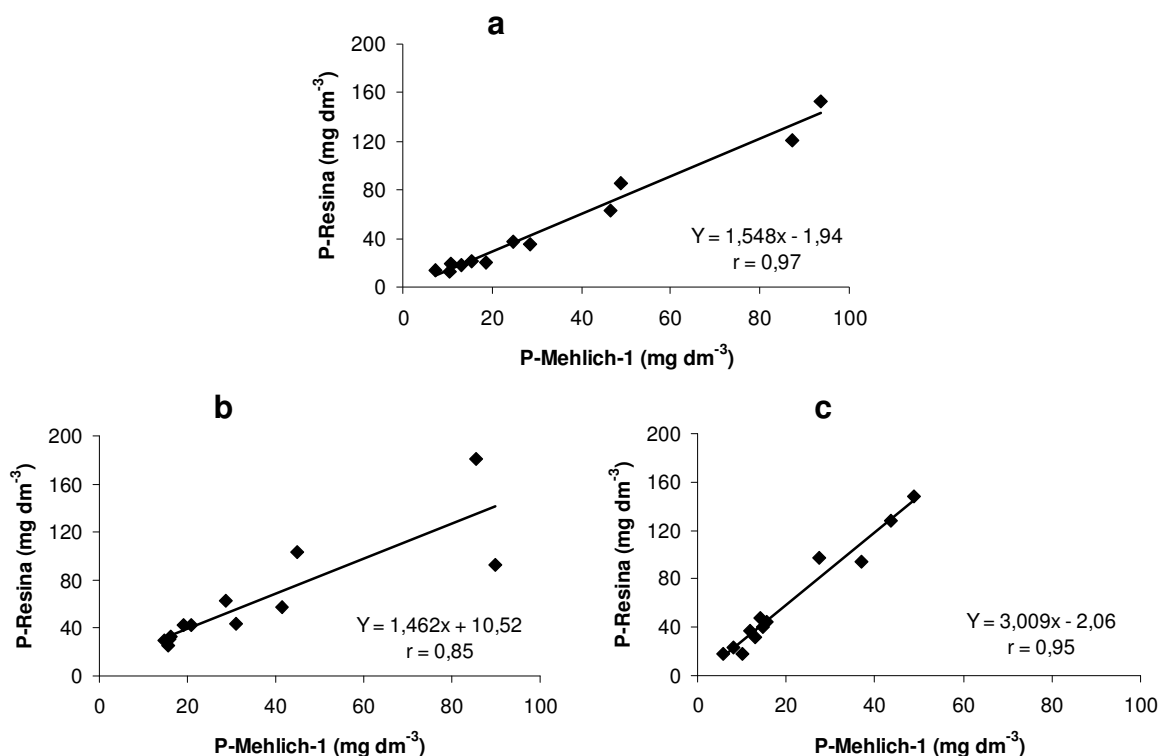 a
200
160
120
80
40
0
P-Resina (mg dm-3)
Y = 1,548x - 1,94
r = 0,97
0 20 40 60 80 100
P-Mehlich-1 (mg dm-3)
b
200
160
120
80
40
0
P-Resina (mg dm-3)
Y = 1,462x + 10,52
r = 0,85
0 20 40 60 80 100
P-Mehlich-1 (mg dm-3)
c
200
160
120
80
40
0
P-Resina (mg dm-3)
Y = 3,009x - 2,06
r = 0,95
0 20 40 60 80 100
P-Mehlich-1 (mg dm-3)